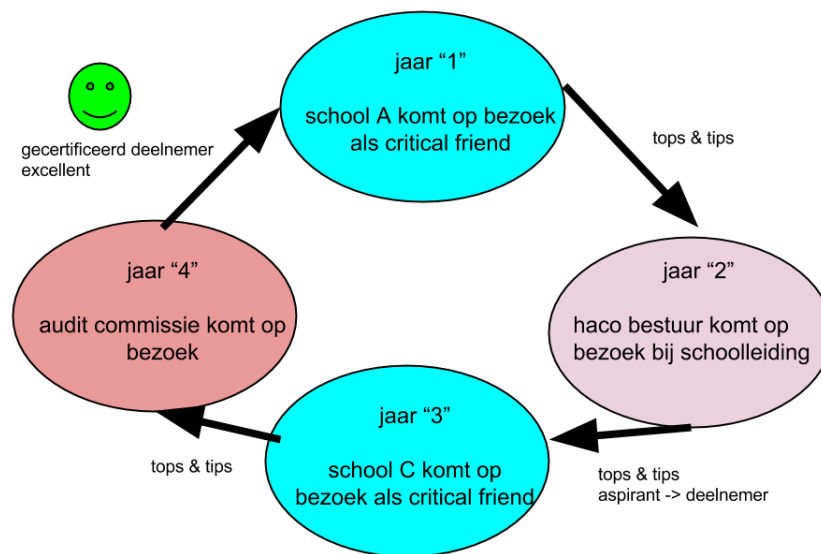 jaar “1”
school A komt op bezoek
als critical friend
tops & tips
gecertificeerd deelnemer
excellent
jaar “4”
audit commissie komt op
bezoek
jaar “2”
haco bestuur komt op
bezoek bij schoolleiding
jaar “3”
school C komt op
bezoek als critical friend
tops & tips
tops & tips
aspirant -> deelnemer